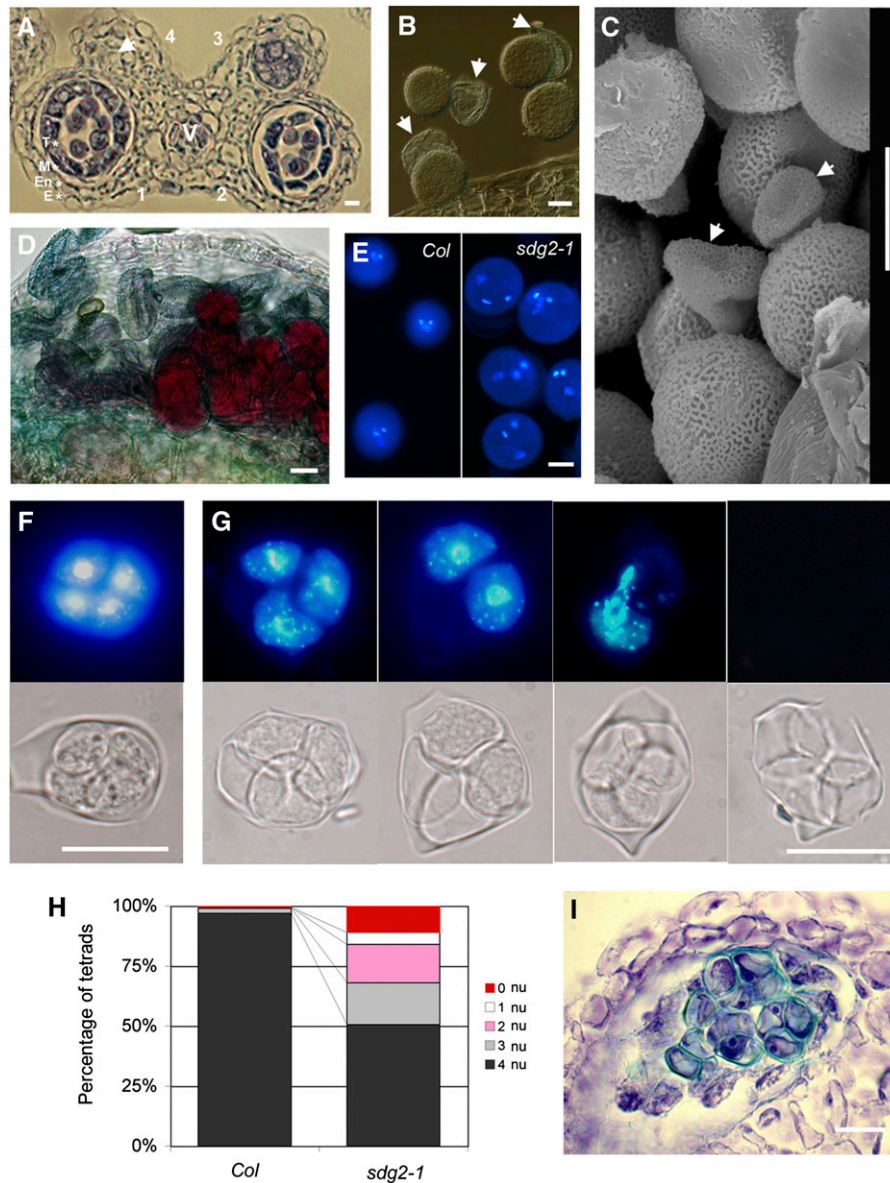 A
4
3
V
T*
M*
En*
E*
1
2
B
C
D
E
Col
sdg2-1
F
G
H
Percentage of tetrads
100%
75%
50%
25%
0%
Col
sdg2-1
0 nu
1 nu
2 nu
3 nu
4 nu
I